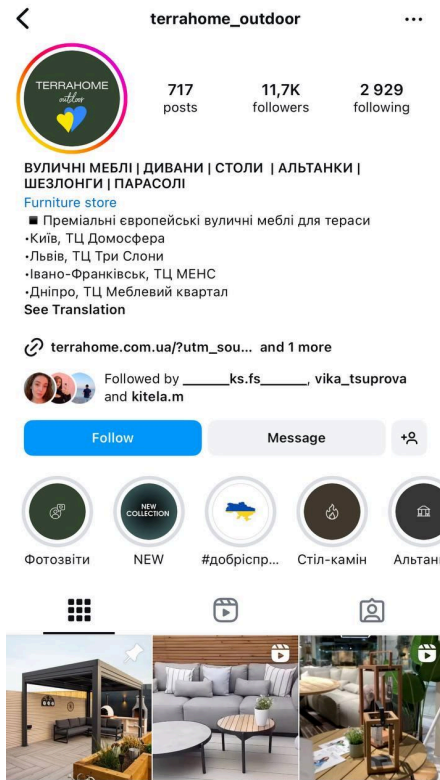 terrahome_outdoor
TERRAHOME
outdoor
717
posts
11,7K
followers
2 929
following
ВУЛИЧНІ МЕБЛІ | ДИВАНИ | СТОЛИ | АЛЬТАНКИ |
ШЕЗЛОНГИ | ПАРАСОЛІ
Furniture store
◾ Преміальні європейські вуличні меблі для тераси
•Київ, ТЦ Домосфера
•Львів, ТЦ Три Слони
•Івано-Франківськ, ТЦ МЕНС
•Дніпро, ТЦ Меблевий квартал
See Translation
terrahome.com.ua/?utm_sou... and 1 more
Followed by ______ks.fs______, vika_tsuprova
and kitela.m
Follow
Message
NEW
COLLECTION
Фотозвіти
NEW
#добріспр...
Стіл-камін
Альтан